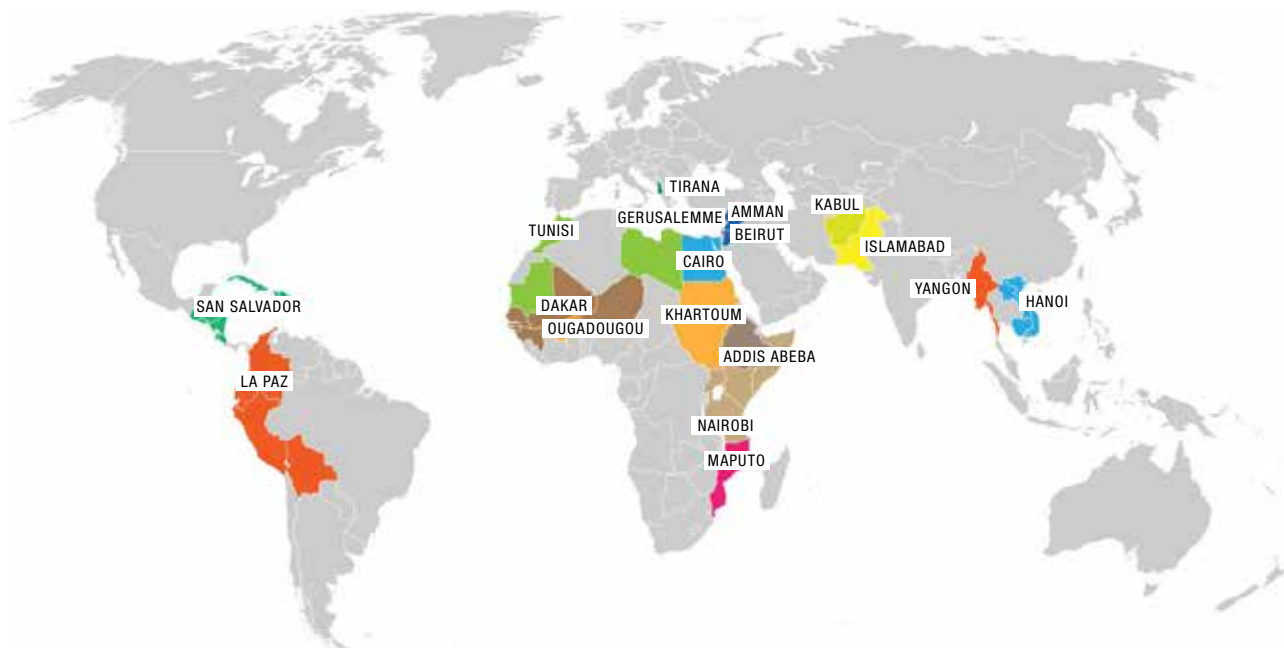 TIRANA
GERUSALEMME
AMMAN
KABUL
TUNISI
BEIRUT
ISLAMABAD
CAIRO
YANGON
SAN SALVADOR
DAKAR
HANOI
KHARTOUM
OUGADOUGOU
ADDIS ABEBA
LA PAZ
NAIROBI
MAPUTO